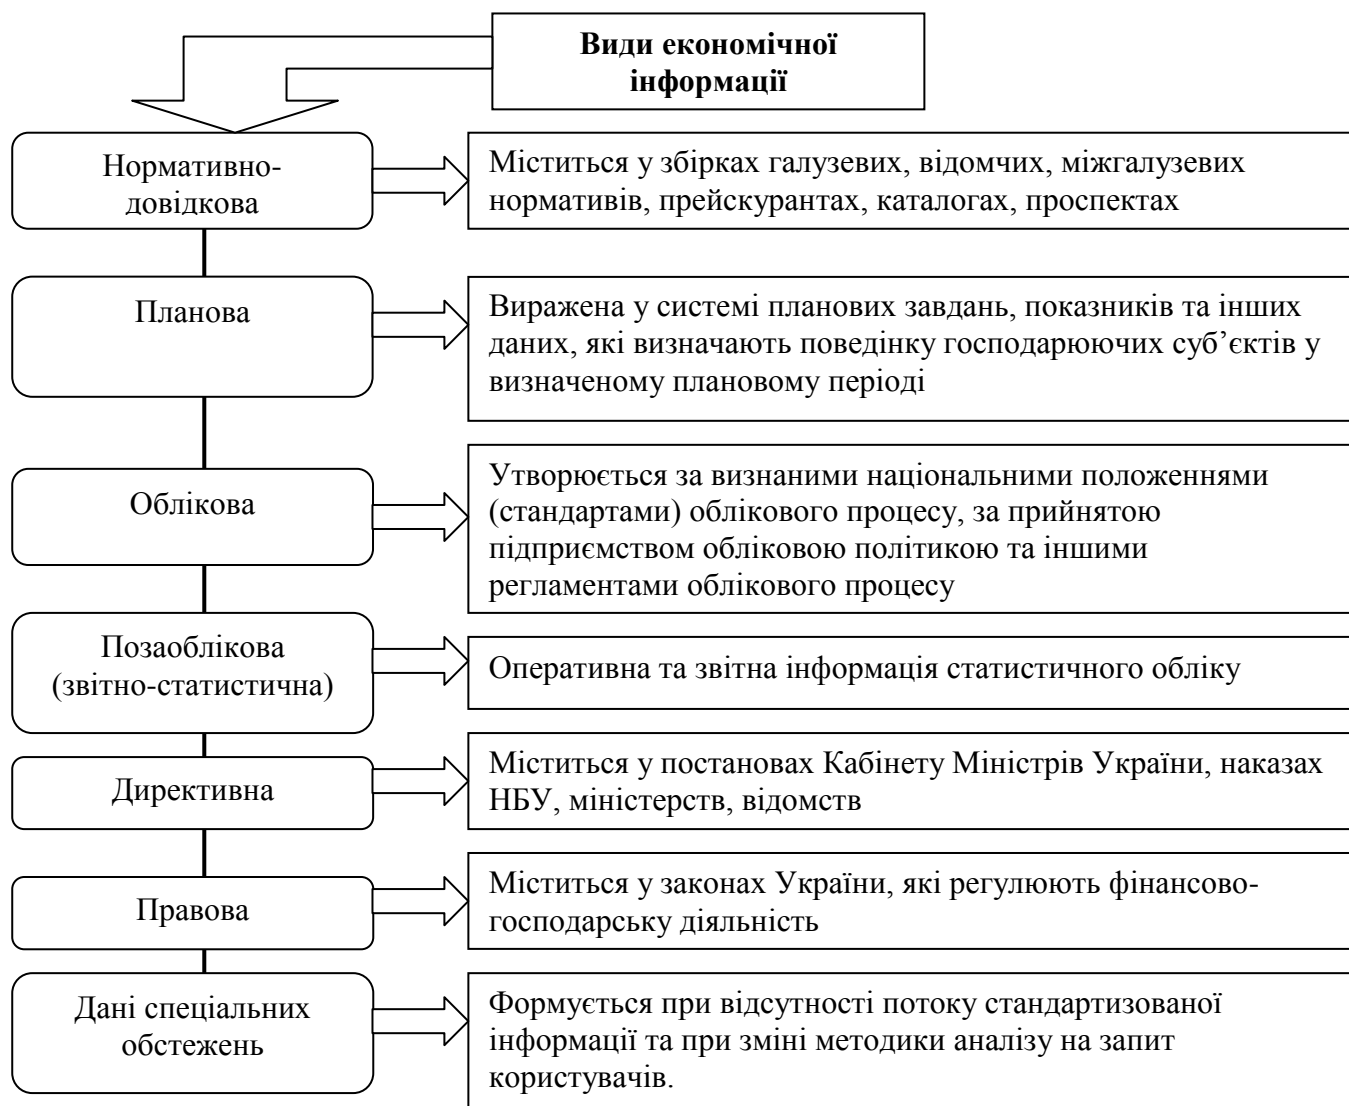 Види економічної
інформації
Нормативно-
довідкова
Міститься у збірках галузевих, відомчих, міжгалузевих
нормативів, прейскурантах, каталогах, проспектах
Планова
Виражена у системі планових завдань, показників та інших
даних, які визначають поведінку господарюючих суб’єктів у
визначеному плановому періоді
Облікова
Утворюється за визнаними національними положеннями
(стандартами) облікового процесу, за прийнятою
підприємством обліковою політикою та іншими
регламентами облікового процесу
Позаоблікова
(звітно-статистична)
Оперативна та звітна інформація статистичного обліку
Директивна
Міститься у постановах Кабінету Міністрів України, наказах
НБУ, міністерств, відомств
Правова
Міститься у законах України, які регулюють фінансово-
господарську діяльність
Дані спеціальних
обстежень
Формується при відсутності потоку стандартизованої
інформації та при зміні методики аналізу на запит
користувачів.